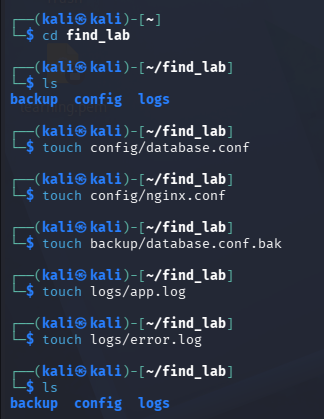 ┌──(kali㉿kali)-[~]
└─$ cd find_lab
┌──(kali㉿kali)-[~/find_lab]
└─$ ls
backup  config  logs
┌──(kali㉿kali)-[~/find_lab]
└─$ touch config/database.conf
┌──(kali㉿kali)-[~/find_lab]
└─$ touch config/nginx.conf
┌──(kali㉿kali)-[~/find_lab]
└─$ touch backup/database.conf.bak
┌──(kali㉿kali)-[~/find_lab]
└─$ touch logs/app.log
┌──(kali㉿kali)-[~/find_lab]
└─$ touch logs/error.log
┌──(kali㉿kali)-[~/find_lab]
└─$ ls
backup  config  logs